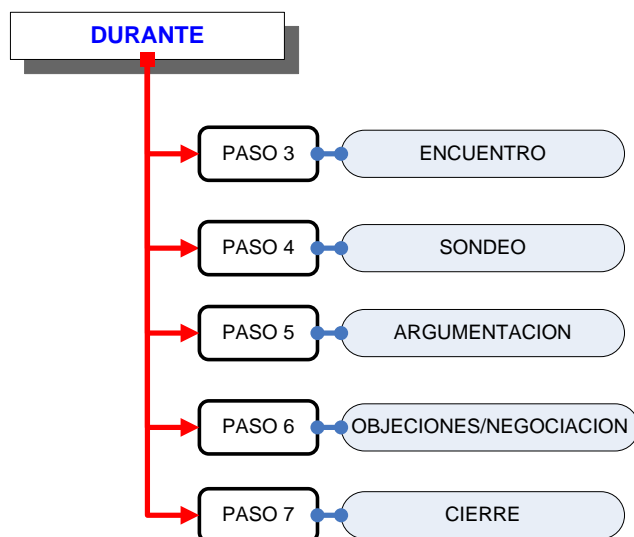 DURANTE
PASO 3 ENCUENTRO
PASO 4 SONDEO
PASO 5 ARGUMENTACION
PASO 6 OBJECIONES/NEGOCIACION
PASO 7 CIERRE